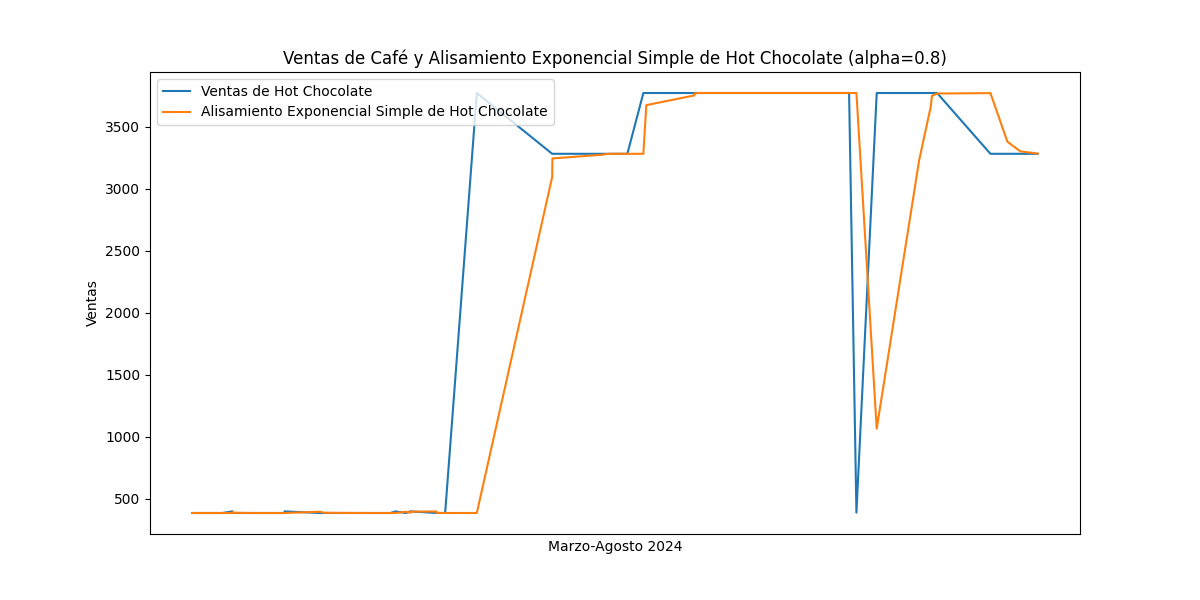 Ventas de Café y Alisamiento Exponencial Simple de Hot Chocolate (alpha=0.8)
Ventas de Hot Chocolate
Alisamiento Exponencial Simple de Hot Chocolate
3500
3000
2500
2000
1500
1000
500
Ventas
Marzo-Agosto 2024